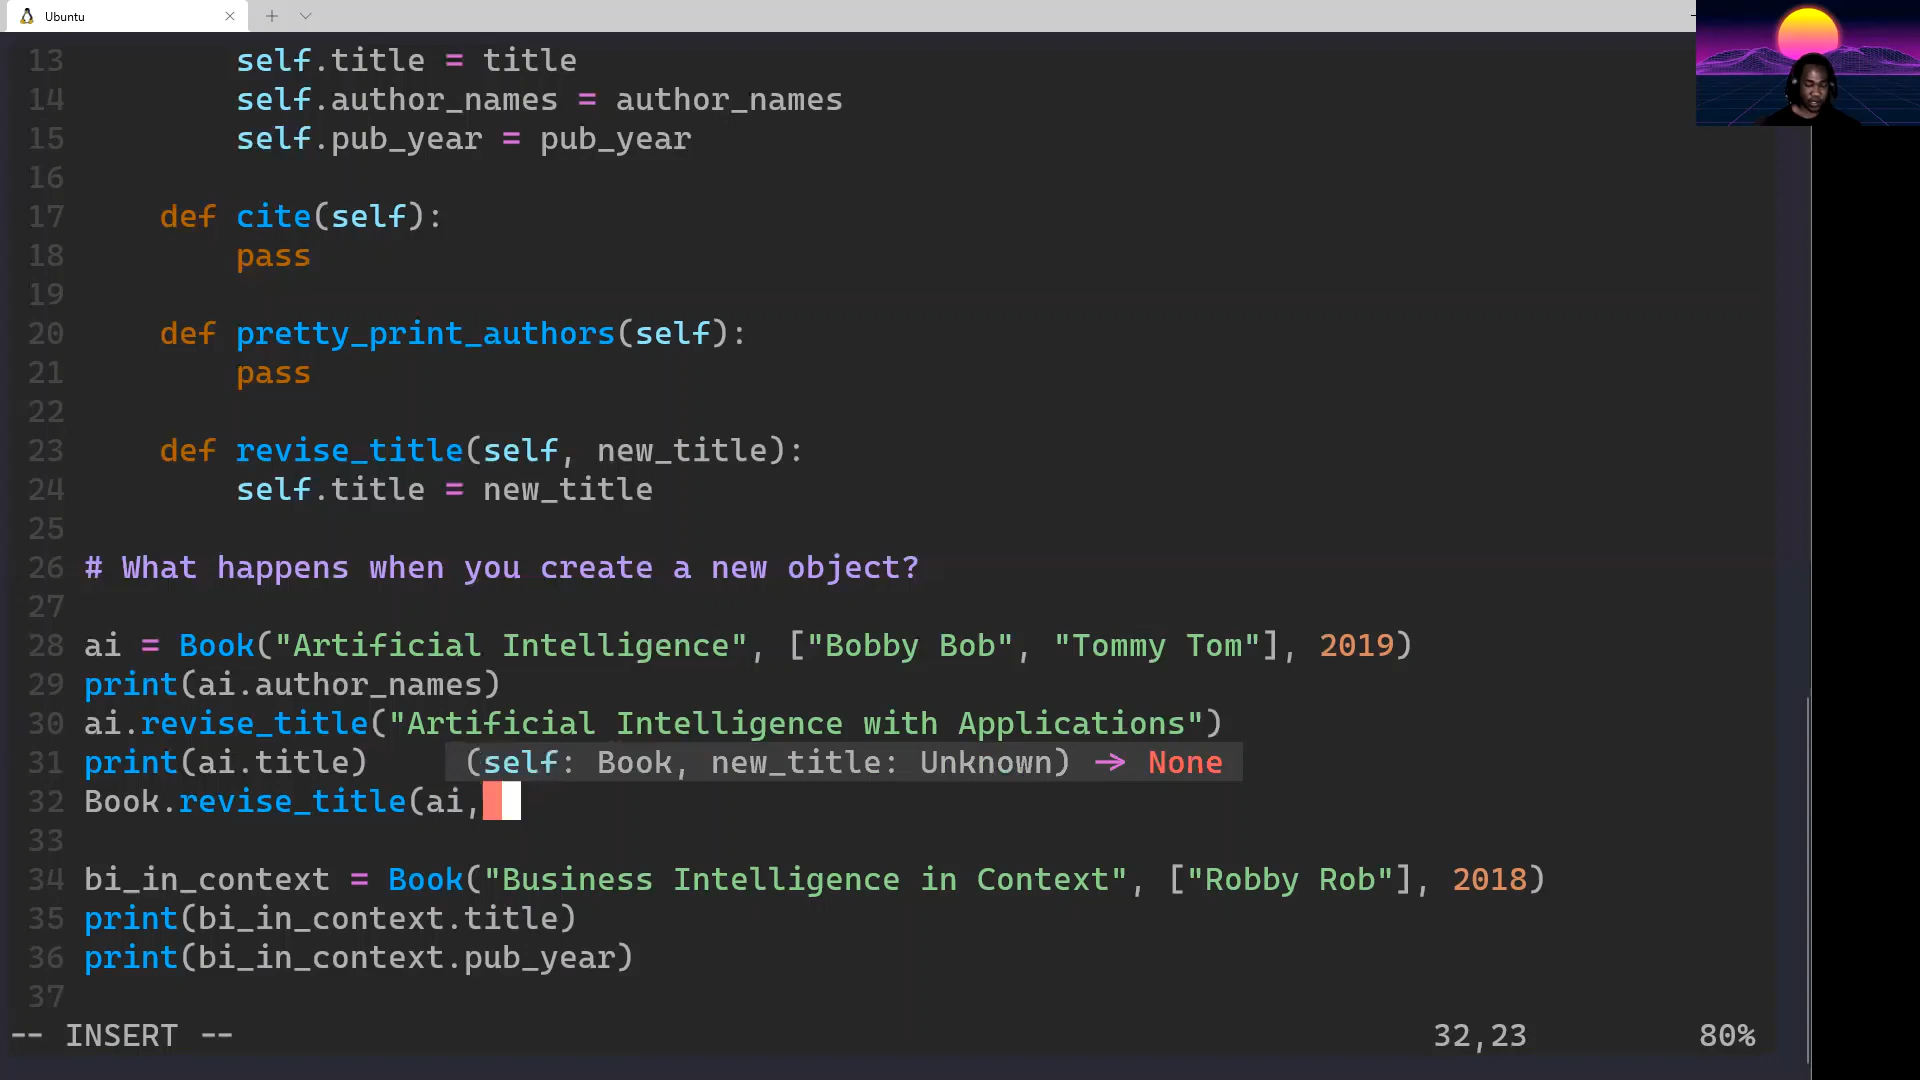 Ubuntu
13 self.title = title
14 self.author_names = author_names
15 self.pub_year = pub_year
16
17 def cite(self):
18 pass
19
20 def pretty_print_authors(self):
21 pass
22
23 def revise_title(self, new_title):
24 self.title = new_title
25
26 # What happens when you create a new object?
27
28 ai = Book("Artificial Intelligence", ["Bobby Bob", "Tommy Tom"], 2019)
29 print(ai.author_names)
30 ai.revise_title("Artificial Intelligence with Applications")
31 print(ai.title) (self: Book, new_title: Unknown) -> None
32 Book.revise_title(ai,
33
34 bi_in_context = Book("Business Intelligence in Context", ["Robby Rob"], 2018)
35 print(bi_in_context.title)
36 print(bi_in_context.pub_year)
37
-- INSERT -- 32,23 80%